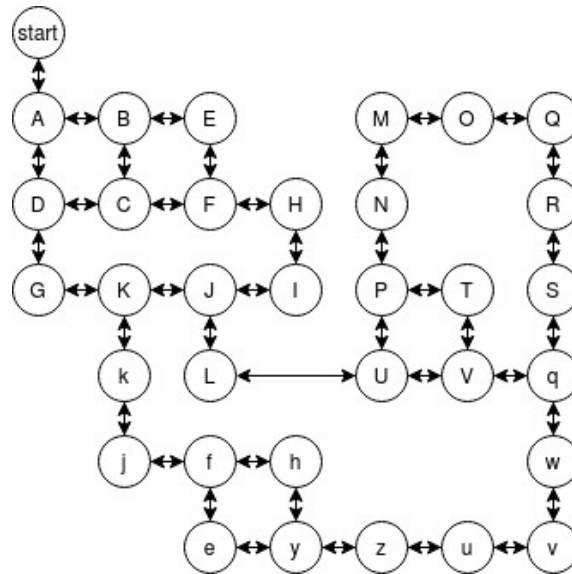 start
A B E M O Q
D C F H N R
G K J I P T S
k L U V q
j f h w
e y z u v